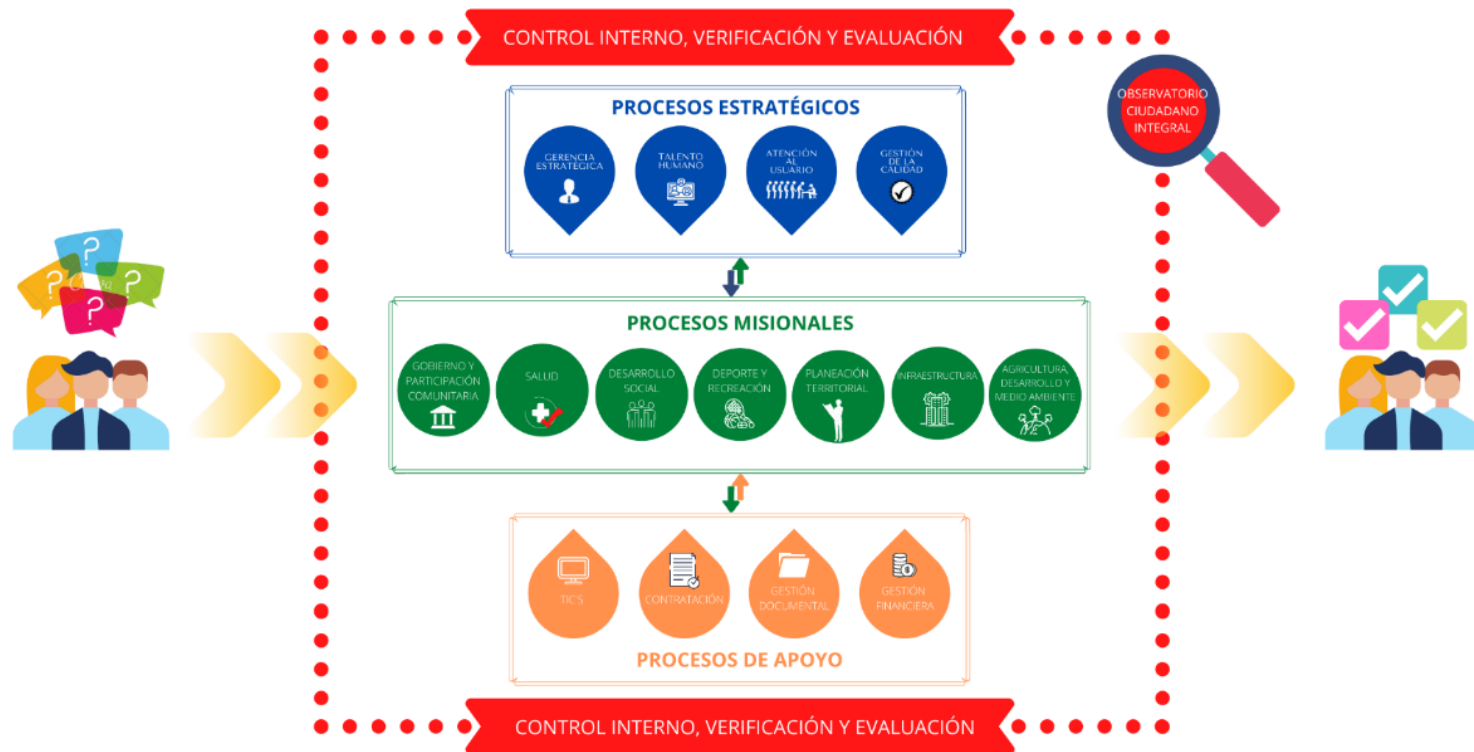 CONTROL INTERNO, VERIFICACIÓN Y EVALUACIÓN
OBSERVATORIO
CIUDADANO
INTEGRAL
PROCESOS ESTRATÉGICOS
GERENCIA
ESTRATÉGICA
TALENTO
HUMANO
ATENCIÓN
AL
USUARIO
GESTIÓN
DE LA
CALIDAD
?
?
?
?
PROCESOS MISIONALES
GOBIERNO Y
PARTICIPACIÓN
COMUNITARIA
SALUD
DESARROLLO
SOCIAL
DEPORTE Y
RECREACIÓN
PLANEACIÓN
TERRITORIAL
INFRAESTRUCTURA
AGRICULTURA,
DESARROLLO Y
MEDIO AMBIENTE
TIC'S
CONTRATACIÓN
GESTIÓN
DOCUMENTAL
GESTIÓN
FINANCIERA
PROCESOS DE APOYO
CONTROL INTERNO, VERIFICACIÓN Y EVALUACIÓN